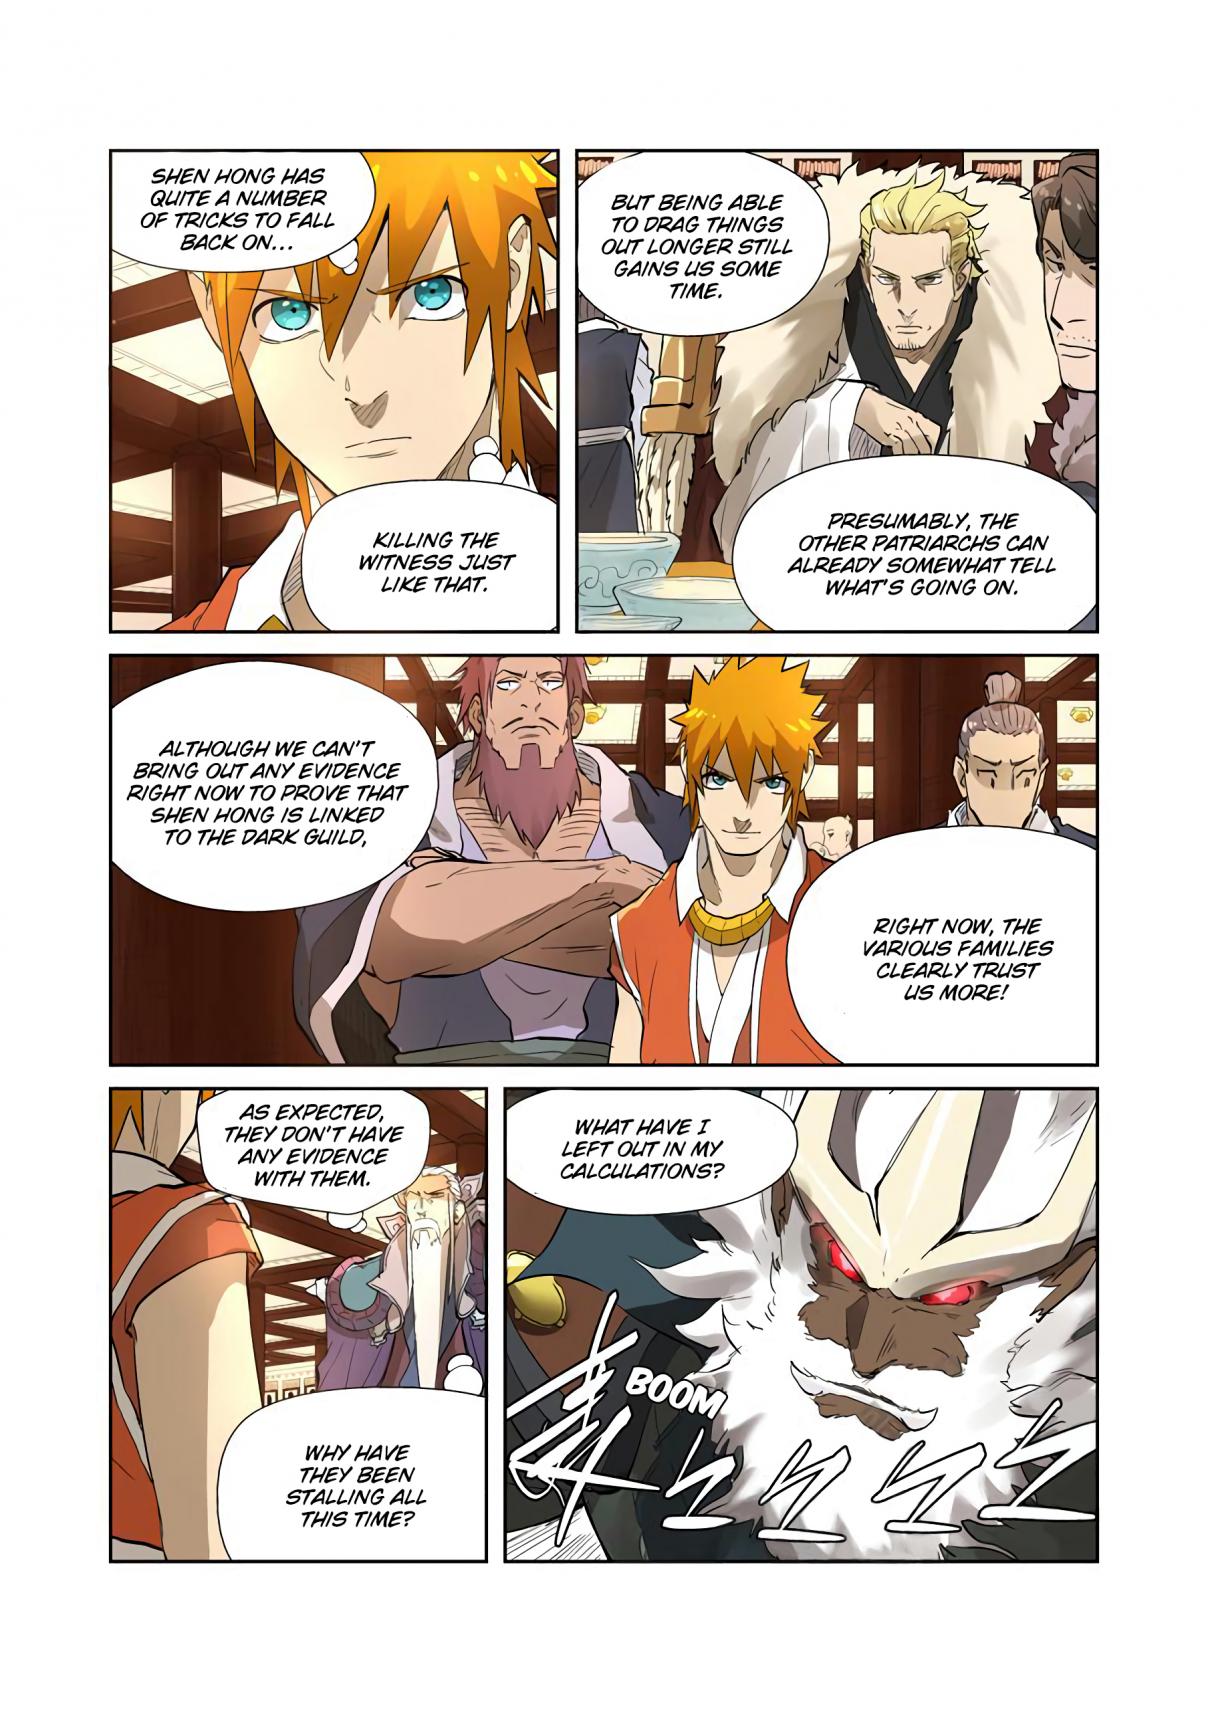 SHEN HONG HAS
QUITE A NUMBER
OF TRICKS TO FALL
BACK ON...
KILLING THE
WITNESS JUST
LIKE THAT.
BUT BEING ABLE
TO DRAG THINGS
OUT LONGER STILL
GAINS US SOME
TIME.
PRESUMABLY, THE
OTHER PATRIARCHS CAN
ALREADY SOMEWHAT TELL
WHAT'S GOING ON.
ALTHOUGH WE CAN'T
BRING OUT ANY EVIDENCE
RIGHT NOW TO PROVE THAT
SHEN HONG IS LINKED
TO THE DARK GUILD,
RIGHT NOW, THE
VARIOUS FAMILIES
CLEARLY TRUST
US MORE!
AS EXPECTED,
THEY DON'T HAVE
ANY EVIDENCE
WITH THEM.
WHY HAVE
THEY BEEN
STALLING ALL
THIS TIME?
WHAT HAVE I
LEFT OUT IN MY
CALCULATIONS?
BOOM